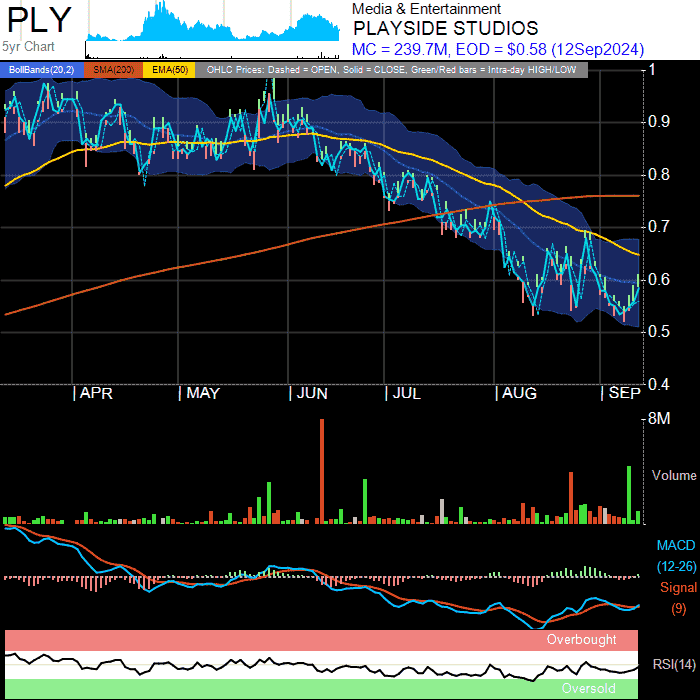 PLY
5yr Chart
Media & Entertainment
PLAYSIDE STUDIOS
MC = 239.7M, EOD = $0.58 (12Sep2024)
BollBands(20,2) SMA(200) EMA(50) OHLC Prices: Dashed = OPEN, Solid = CLOSE, Green/Red bars = Intra-day HIGH/LOW
1
0.9
0.8
0.7
0.6
0.5
0.4
APR MAY JUN JUL AUG SEP
8M
Volume
MACD
(12-26)
Signal
(9)
Overbought
RSI(14)
Oversold